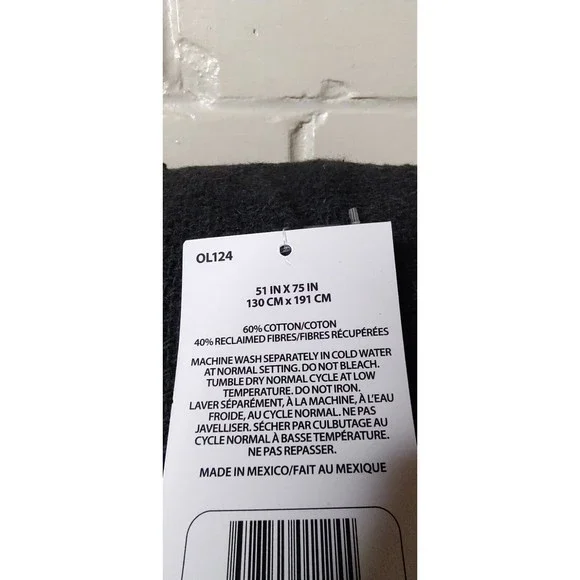 OL124
51 IN X 75 IN
130 CM x 191 CM
60% COTTON/COTON
40% RECLAIMED FIBRES/FIBRES RÉCUPÉRÉES
MACHINE WASH SEPARATELY IN COLD WATER
AT NORMAL SETTING. DO NOT BLEACH.
TUMBLE DRY NORMAL CYCLE AT LOW
TEMPERATURE. DO NOT IRON.
LAVER SÉPARÉMENT, À LA MACHINE, À L'EAU
FROIDE, AU CYCLE NORMAL. NE PAS
JAVELLISER. SÉCHER PAR CULBUTAGE AU
CYCLE NORMAL À BASSE TEMPÉRATURE.
NE PAS REPASSER.
MADE IN MEXICO/FAIT AU MEXIQUE